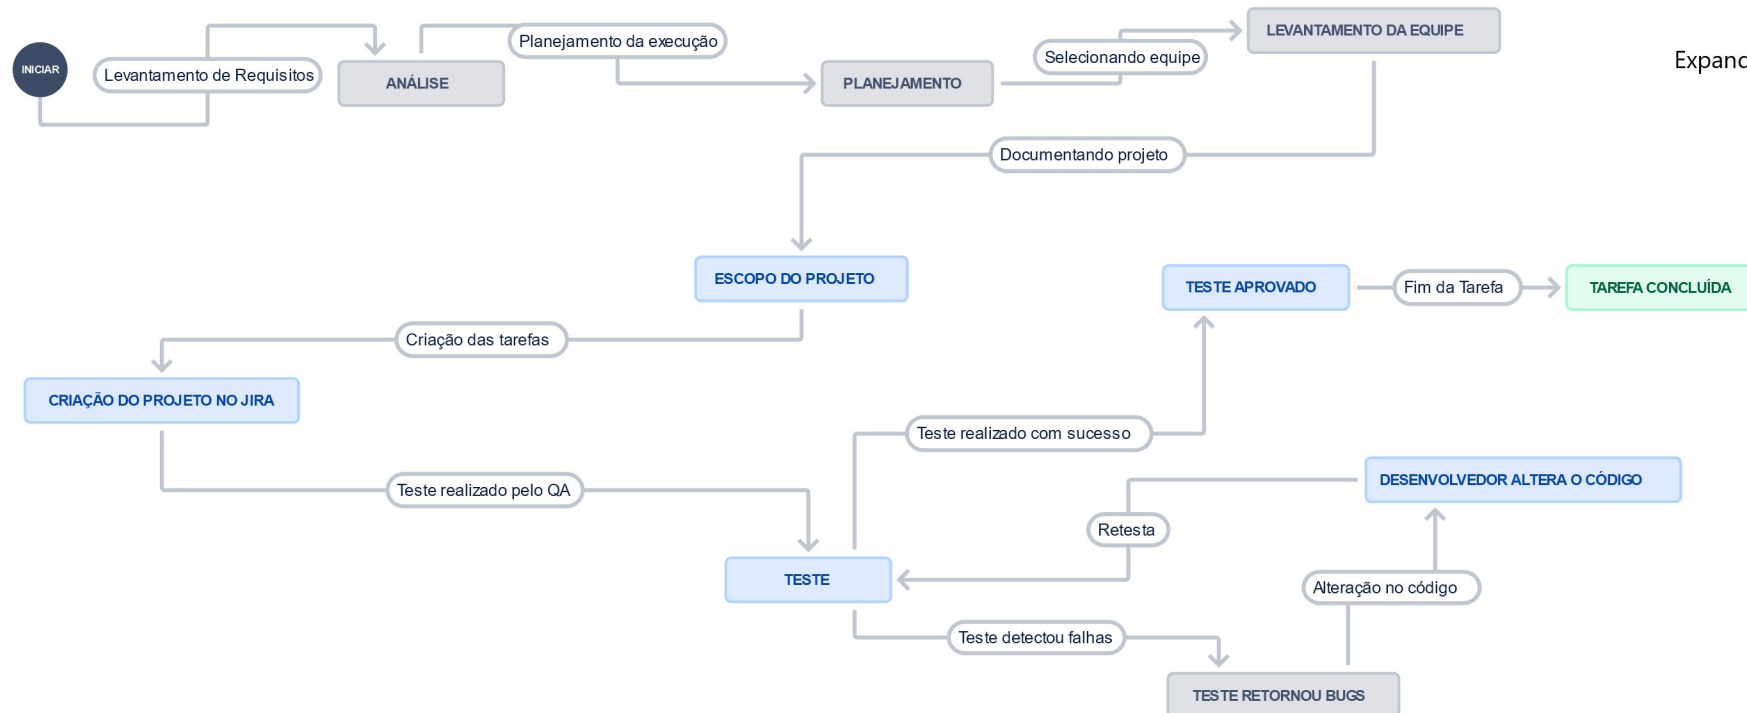 INICIAR
Levantamento de Requisitos
ANÁLISE
Planejamento da execução
PLANEJAMENTO
Selecionando equipe
LEVANTAMENTO DA EQUIPE
Expand
Documentando projeto
ESCOPO DO PROJETO
Criação das tarefas
CRIAÇÃO DO PROJETO NO JIRA
Teste realizado pelo QA
TESTE
Teste realizado com sucesso
TESTE APROVADO
Fim da Tarefa
TAREFA CONCLUÍDA
Teste detectou falhas
TESTE RETORNOU BUGS
Alteração no código
DESENVOLVEDOR ALTERA O CÓDIGO
Retesta